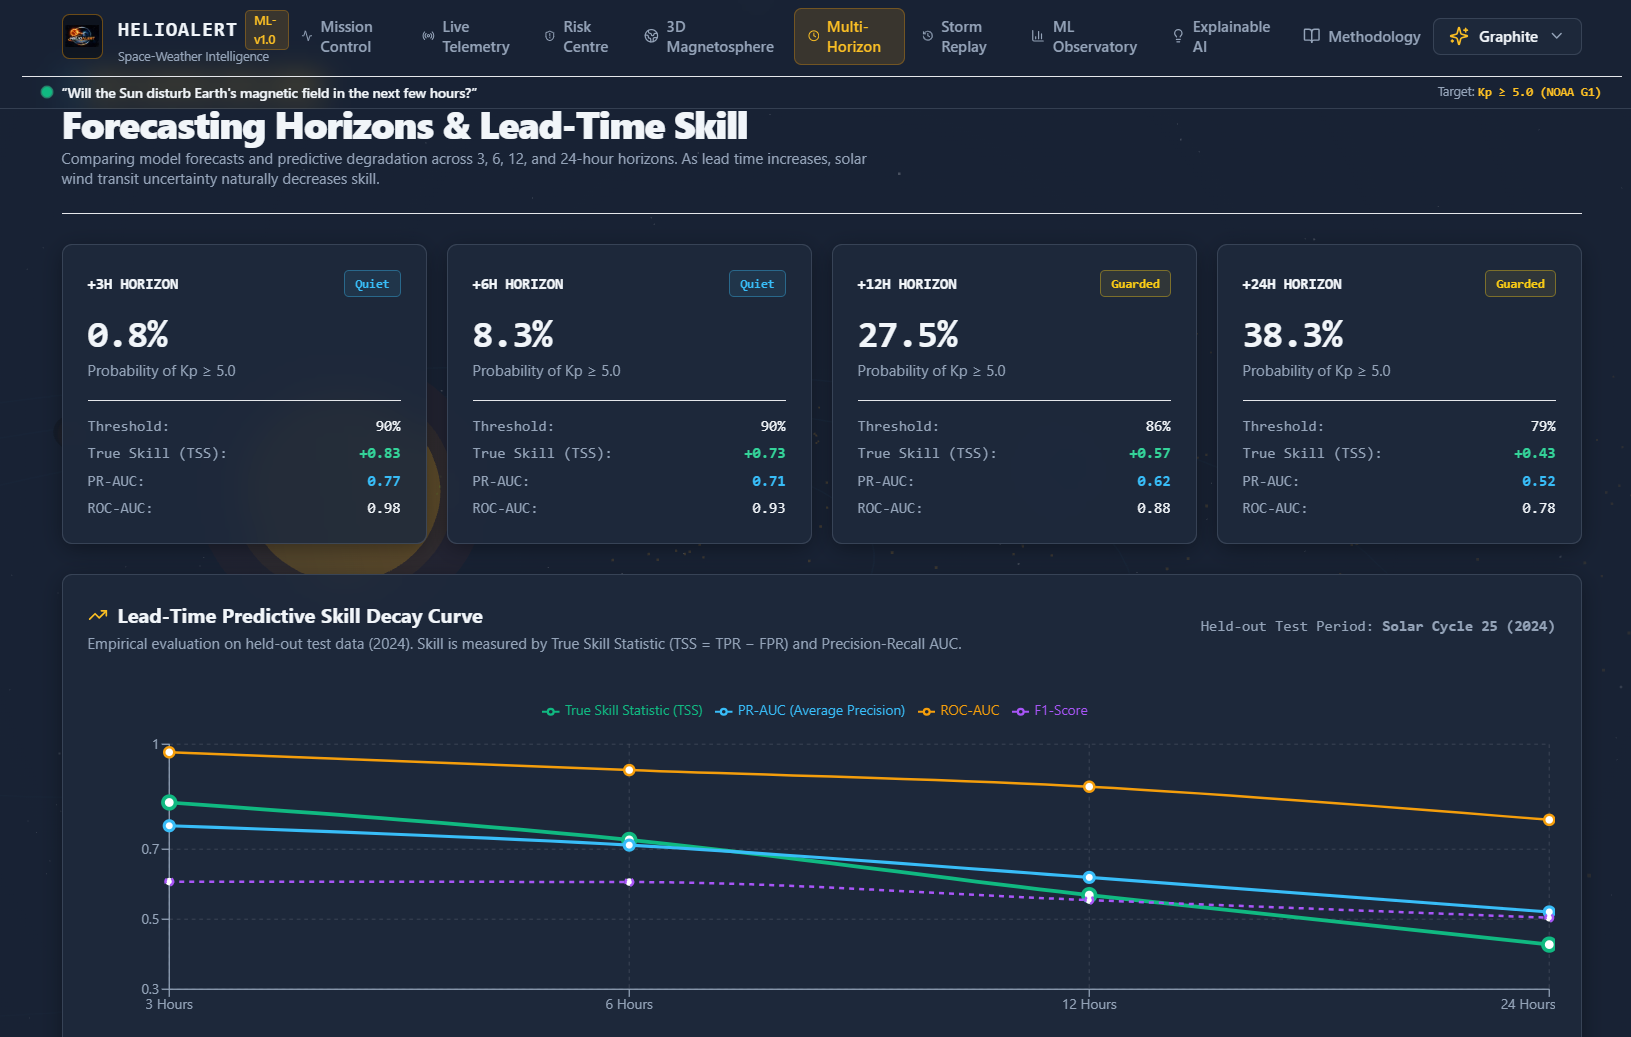 HELIOALERT
ML-v1.0
Space-Weather Intelligence
Mission Control
Live Telemetry
Risk Centre
3D Magnetosphere
Multi-Horizon
Storm Replay
ML Observatory
Explainable AI
Methodology
Graphite
“Will the Sun disturb Earth's magnetic field in the next few hours?”
Target: Kp ≥ 5.0 (NOAA G1)
Forecasting Horizons & Lead-Time Skill
Comparing model forecasts and predictive degradation across 3, 6, 12, and 24-hour horizons. As lead time increases, solar
wind transit uncertainty naturally decreases skill.
+3H HORIZON
Quiet
0.8%
Probability of Kp ≥ 5.0
Threshold: 90%
True Skill (TSS): +0.83
PR-AUC: 0.77
ROC-AUC: 0.98
+6H HORIZON
Quiet
8.3%
Probability of Kp ≥ 5.0
Threshold: 90%
True Skill (TSS): +0.73
PR-AUC: 0.71
ROC-AUC: 0.93
+12H HORIZON
Guarded
27.5%
Probability of Kp ≥ 5.0
Threshold: 86%
True Skill (TSS): +0.57
PR-AUC: 0.62
ROC-AUC: 0.88
+24H HORIZON
Guarded
38.3%
Probability of Kp ≥ 5.0
Threshold: 79%
True Skill (TSS): +0.43
PR-AUC: 0.52
ROC-AUC: 0.78
Lead-Time Predictive Skill Decay Curve
Empirical evaluation on held-out test data (2024). Skill is measured by True Skill Statistic (TSS = TPR − FPR) and Precision-Recall AUC.
Held-out Test Period: Solar Cycle 25 (2024)
True Skill Statistic (TSS)
PR-AUC (Average Precision)
ROC-AUC
F1-Score
1
0.7
0.5
0.3
3 Hours
6 Hours
12 Hours
24 Hours